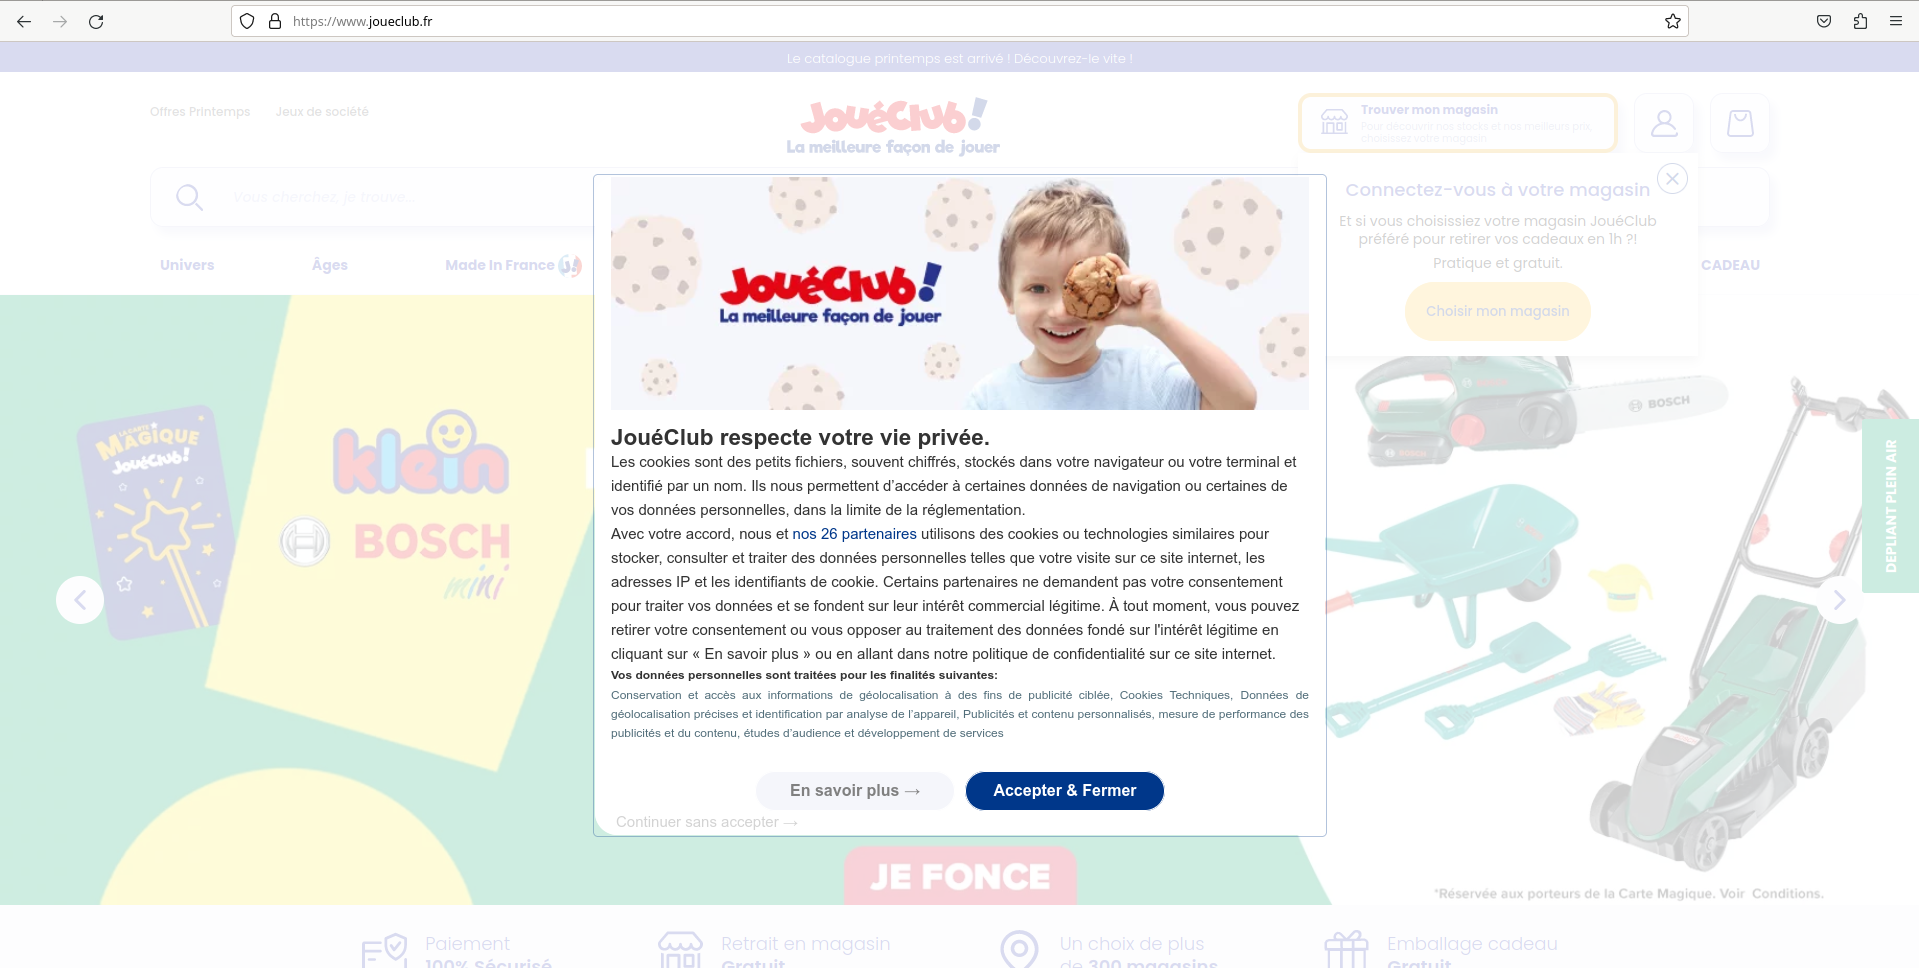 https://www.joueclub.fr
Le catalogue printemps est arrivé ! Découvrez-le vite !
Offres Printemps
Jeux de société
JouéClub!
La meilleure façon de jouer
Trouver mon magasin
Pour découvrir nos stocks et nos meilleurs prix,
choisissez votre magasin
Vous cherchez, je trouve...
Connectez-vous à votre magasin
Et si vous choisissiez votre magasin JouéClub
préféré pour retirer vos cadeaux en 1h ?!
Pratique et gratuit.
Choisir mon magasin
Univers
Âges
Made In France
CADEAU
JouéClub!
La meilleure façon de jouer
JouéClub respecte votre vie privée.
Les cookies sont des petits fichiers, souvent chiffrés, stockés dans votre navigateur ou votre terminal et
identifié par un nom. Ils nous permettent d’accéder à certaines données de navigation ou certaines de
vos données personnelles, dans la limite de la réglementation.
Avec votre accord, nous et nos 26 partenaires utilisons des cookies ou technologies similaires pour
stocker, consulter et traiter des données personnelles telles que votre visite sur ce site internet, les
adresses IP et les identifiants de cookie. Certains partenaires ne demandent pas votre consentement
pour traiter vos données et se fondent sur leur intérêt commercial légitime. À tout moment, vous pouvez
retirer votre consentement ou vous opposer au traitement des données fondé sur l'intérêt légitime en
cliquant sur « En savoir plus » ou en allant dans notre politique de confidentialité sur ce site internet.
Vos données personnelles sont traitées pour les finalités suivantes:
Conservation et accès aux informations de géolocalisation à des fins de publicité ciblée, Cookies Techniques, Données de
géolocalisation précises et identification par analyse de l’appareil, Publicités et contenu personnalisés, mesure de performance des
publicités et du contenu, études d’audience et développement de services
En savoir plus →
Accepter & Fermer
Continuer sans accepter →
LA CARTE
MAGIQUE
JouéClub!
klein
BOSCH
mini
BOSCH
BOSCH
DEPLIANT PLEIN AIR
JE FONCE
*Réservée aux porteurs de la Carte Magique. Voir Conditions.
Paiement
100% Sécurisé
Retrait en magasin
Gratuit
Un choix de plus
de 300 magasins
Emballage cadeau
Gratuit